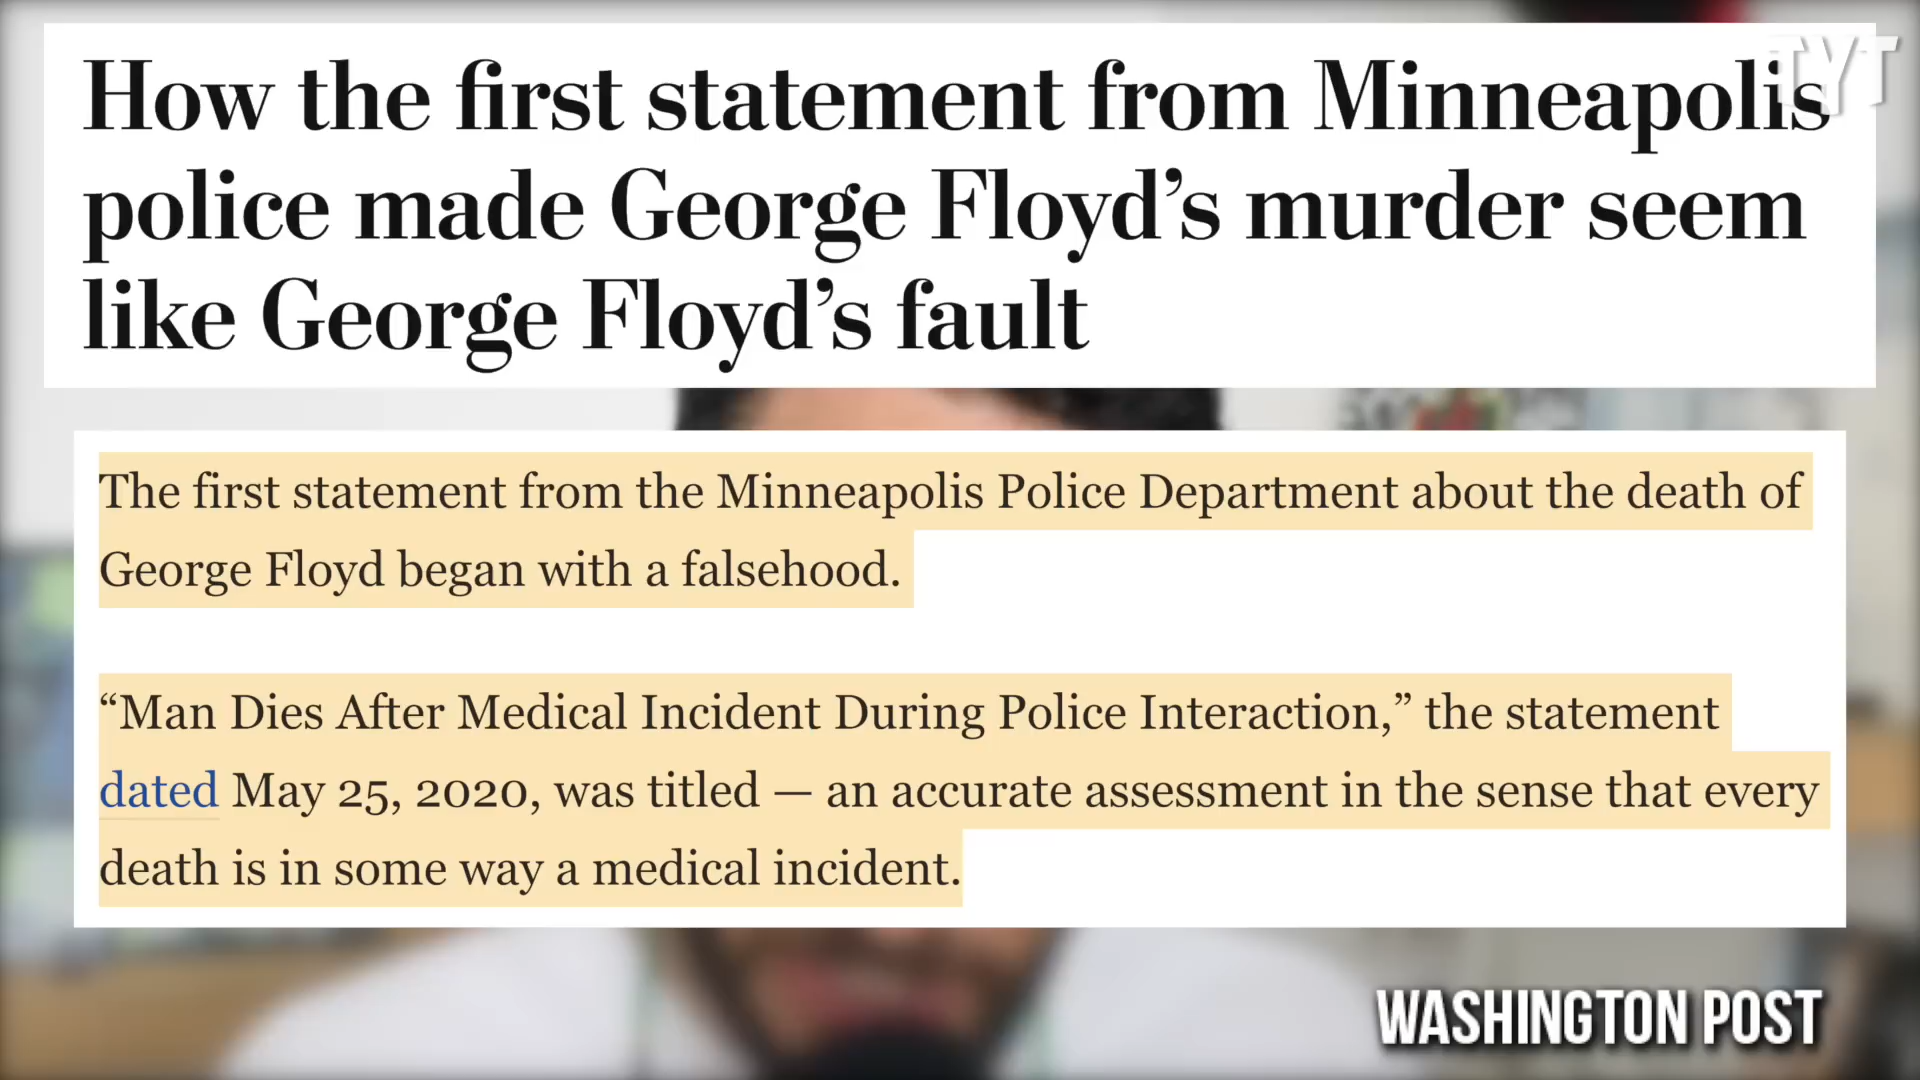 TYT
How the first statement from Minneapolis
police made George Floyd’s murder seem
like George Floyd’s fault
The first statement from the Minneapolis Police Department about the death of
George Floyd began with a falsehood.
“Man Dies After Medical Incident During Police Interaction,” the statement
dated May 25, 2020, was titled — an accurate assessment in the sense that every
death is in some way a medical incident.
WASHINGTON POST